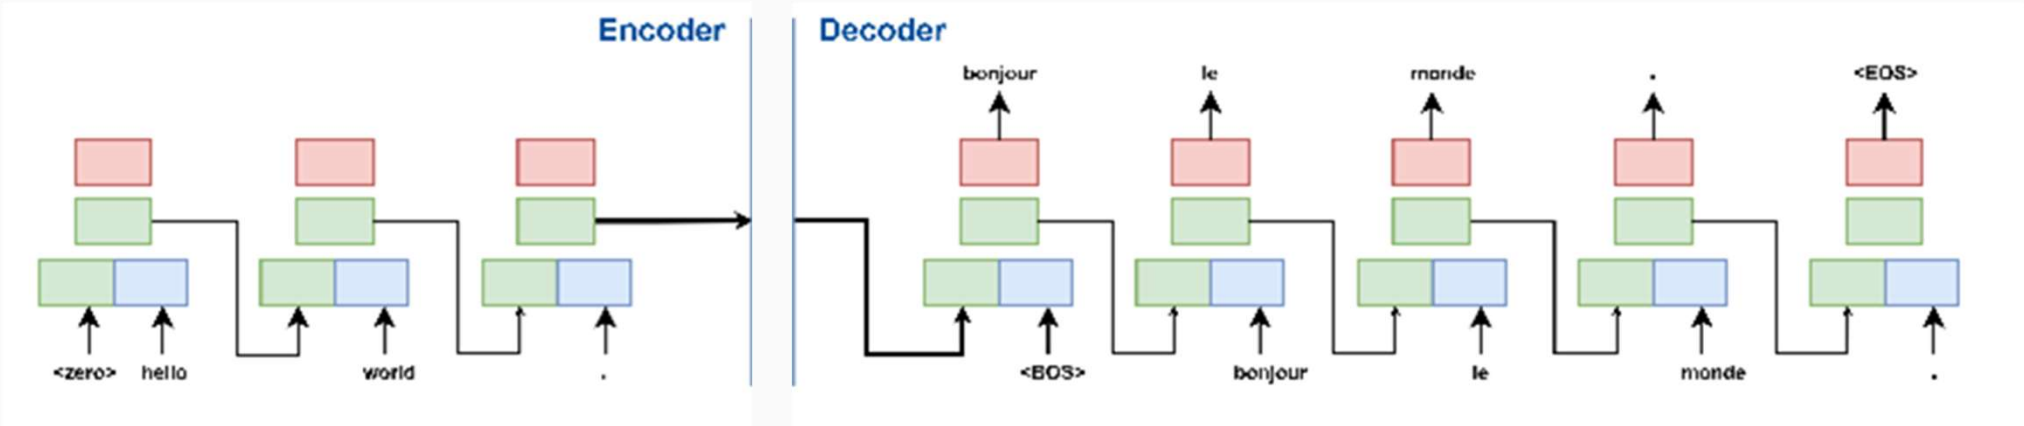 Encoder
Decoder
bonjour le monde . <EOS>
<zero> hello world . <BOS> bonjour le monde .